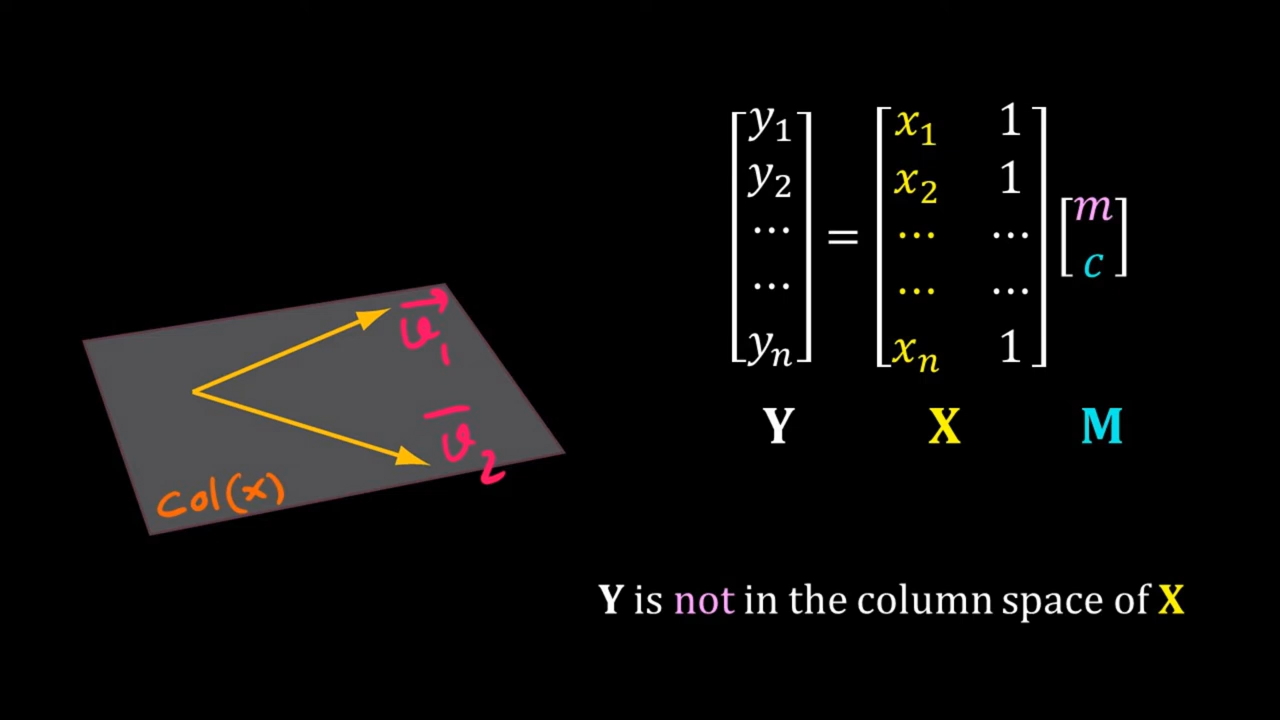 y₁ x₁ 1
y₂ x₂ 1 m
... = ... ...
... ... ... c
yₙ xₙ 1
Y X M
v₁
v₂
col(x)
Y is not in the column space of X